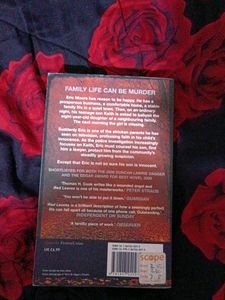 FAMILY LIFE CAN BE MURDER
Eric Moore has reason to be happy. He has a
prosperous business, a comfortable home, a stable
family life in a quiet town. Then, on an ordinary
night, his teenage son Keith is asked to babysit the
eight-year-old daughter of a neighbouring family.
The next morning the girl is missing.
Suddenly Eric is one of the stricken parents he has
seen on television, professing faith in his child's
innocence. As the police investigation increasingly
focuses on Keith, Eric must counsel his son, find
him a lawyer, protect him from the community's
steadily growing suspicion.
Except that Eric is not so sure his son is innocent.
SHORTLISTED FOR BOTH THE 2006 DUNCAN LAWRIE DAGGER
AND THE EDGAR AWARD FOR BEST NOVEL 2006
'Thomas H. Cook writes like a wounded angel and
Red Leaves is one of his masterworks.' PETER STRAUB
'You won't be able to put it down.' GUARDIAN
'Red Leaves is a brilliant description of how a seemingly perfect
life can fall apart because of one phone call. Outstanding.'
INDEPENDENT ON SUNDAY
'A terrific piece of work.' OBSERVER
Fiction/Crime
UK £6.99
scope